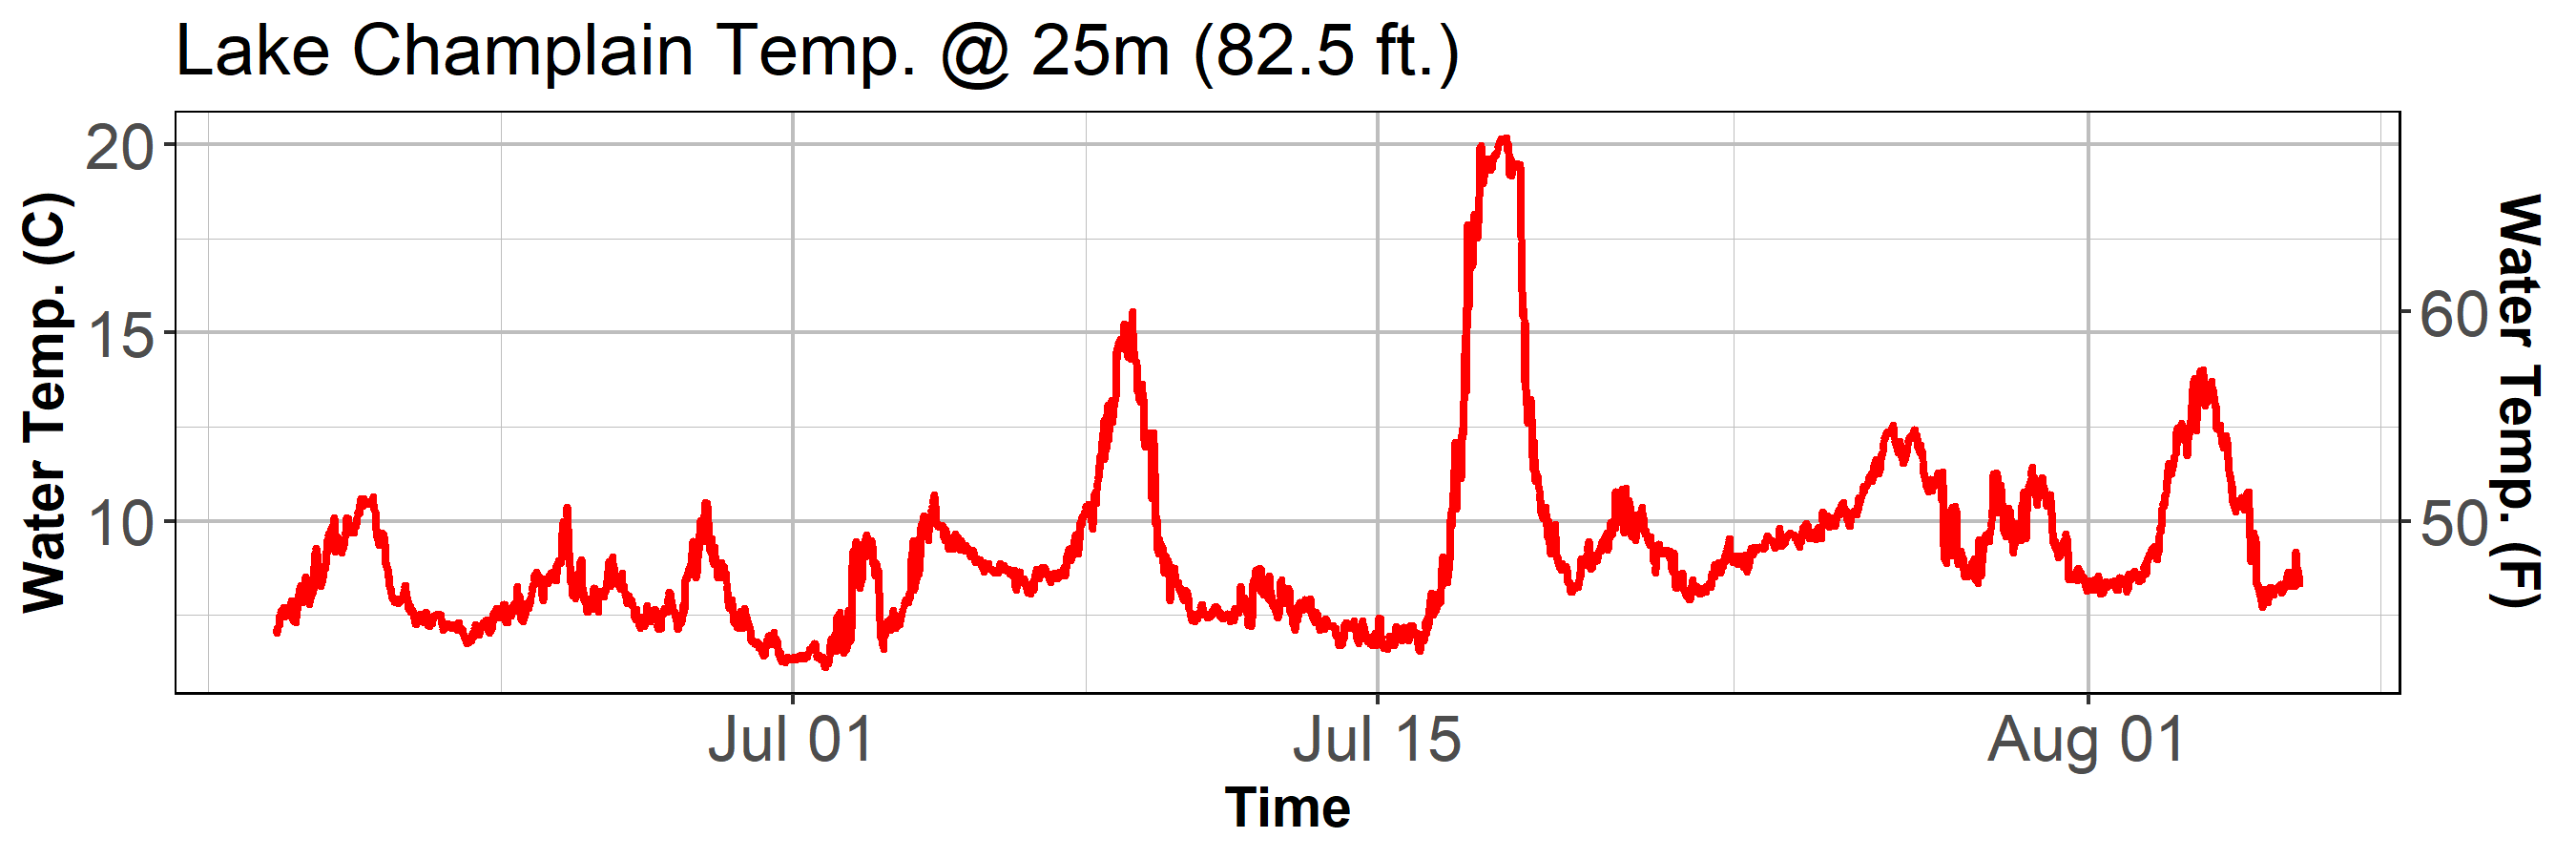 Lake Champlain Temp. @ 25m (82.5 ft.)
20
15
10
Water Temp. (C)
60
50
Water Temp. (F)
Jul 01
Jul 15
Aug 01
Time